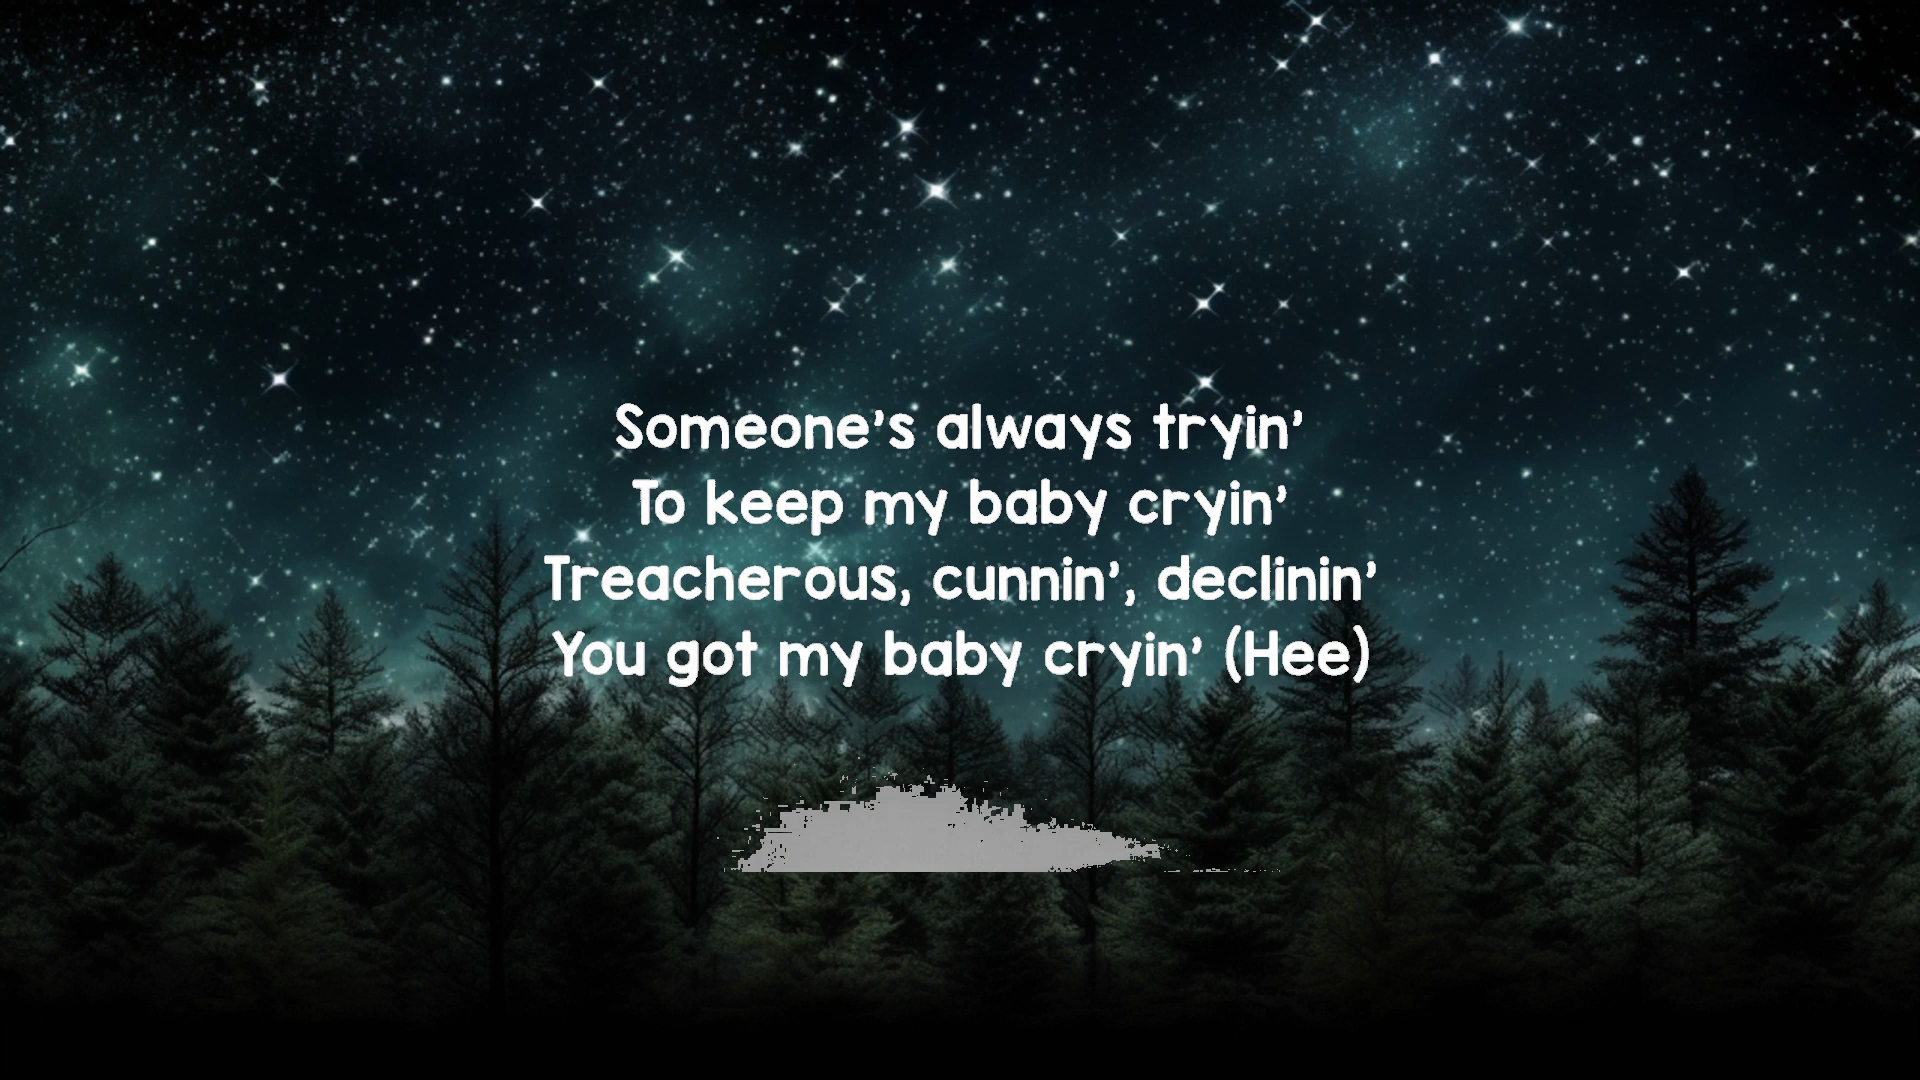 Someone's always tryin'
To keep my baby cryin'
Treacherous, cunnin', declinin'
You got my baby cryin' (Hee)